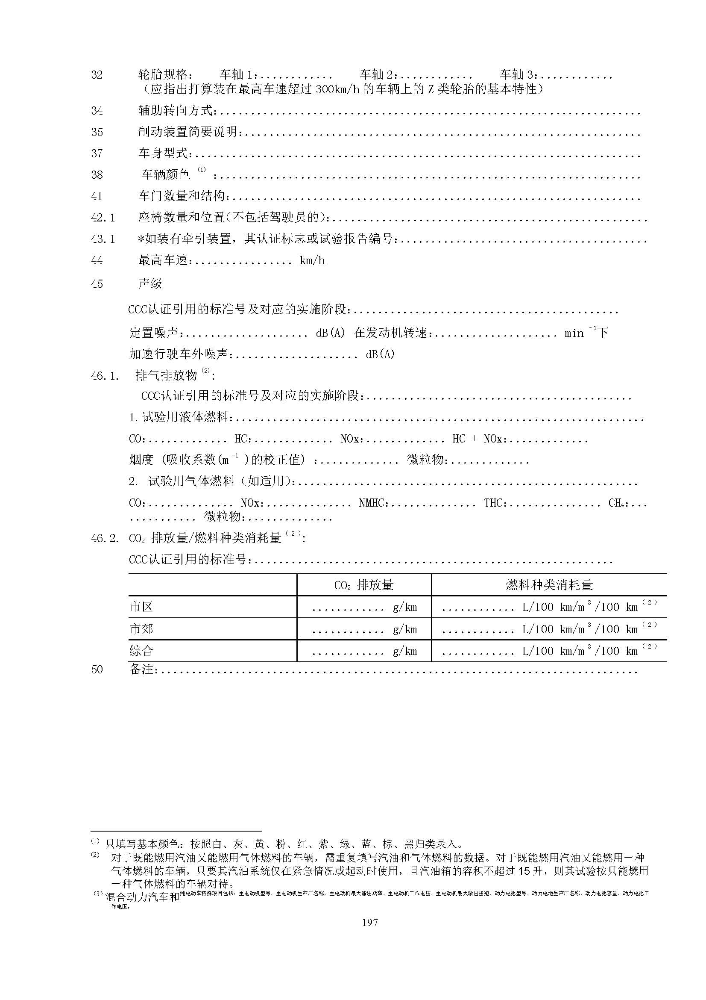 32 轮胎规格： 车轴1：............ 车轴2：............ 车轴3：............
（应指出打算装在最高车速超过300km/h的车辆上的Z类轮胎的基本特性）
34 辅助转向方式：....................................................................
35 制动装置简要说明：................................................................
37 车身型式：........................................................................
38 车辆颜色 ⁽¹⁾ ：....................................................................
41 车门数量和结构：..................................................................
42.1 座椅数量和位置(不包括驾驶员的)：...................................................
43.1 *如装有牵引装置，其认证标志或试验报告编号：........................................
44 最高车速：................ km/h
45 声级
CCC认证引用的标准号及对应的实施阶段：...........................................
定置噪声：.................... dB(A) 在发动机转速：.................... min ⁻¹下
加速行驶车外噪声：.................... dB(A)
46.1. 排气排放物⁽²⁾：
CCC认证引用的标准号及对应的实施阶段：...........................................
1.试验用液体燃料：..................................................................
CO：............. HC：............. NOx：............. HC + NOx：.............
烟度 (吸收系数(m⁻¹)的校正值) ：............. 微粒物：.............
2. 试验用气体燃料（如适用）：.......................................................
CO：.............. NOx：.............. NMHC：.............. THC：............... CH₄：...
........... 微粒物：..............
46.2. CO₂ 排放量/燃料种类消耗量⁽²⁾：
CCC认证引用的标准号：..........................................................
CO₂ 排放量 燃料种类消耗量
市区 ............ g/km ............ L/100 km/m³/100 km⁽²⁾
市郊 ............ g/km ............ L/100 km/m³/100 km⁽²⁾
综合 ............ g/km ............ L/100 km/m³/100 km⁽²⁾
50 备注：.............................................................................
⁽¹⁾ 只填写基本颜色：按照白、灰、黄、粉、红、紫、绿、蓝、棕、黑归类录入。
⁽²⁾ 对于既能燃用汽油又能燃用气体燃料的车辆，需重复填写汽油和气体燃料的数据。对于既能燃用汽油又能燃用一种
气体燃料的车辆，只要其汽油系统仅在紧急情况或起动时使用，且汽油箱的容积不超过15升，则其试验按只能燃用
一种气体燃料的车辆对待。
⁽³⁾混合动力汽车和纯电动车特殊项目包括：主电动机型号、主电动机生产厂名称、主电动机最大输出功率、主电动机工作电压、主电动机最大输出扭矩、动力电池型号、动力电池生产厂名称、动力电池容量、动力电池工
作电压。
197